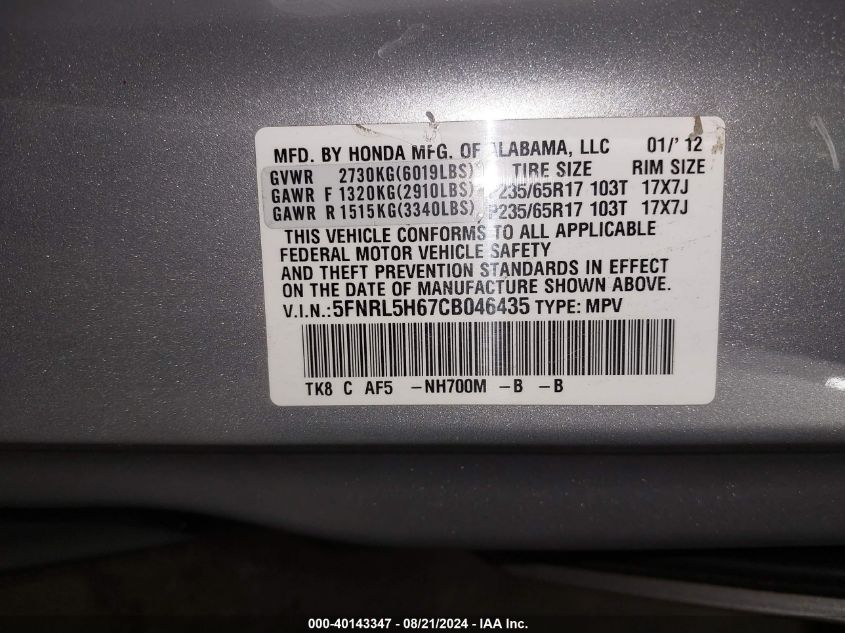 MFD. BY HONDA MFG. OF ALABAMA, LLC 01/' 12
GVWR 2730KG(6019LBS) TIRE SIZE RIM SIZE
GAWR F 1320KG(2910LBS) P235/65R17 103T 17X7J
GAWR R 1515KG(3340LBS) P235/65R17 103T 17X7J
THIS VEHICLE CONFORMS TO ALL APPLICABLE
FEDERAL MOTOR VEHICLE SAFETY
AND THEFT PREVENTION STANDARDS IN EFFECT
ON THE DATE OF MANUFACTURE SHOWN ABOVE.
V.I.N.:5FNRL5H67CB046435 TYPE: MPV
TK8 C AF5 -NH700M -B -B
000-40143347 - 08/21/2024 - IAA Inc.